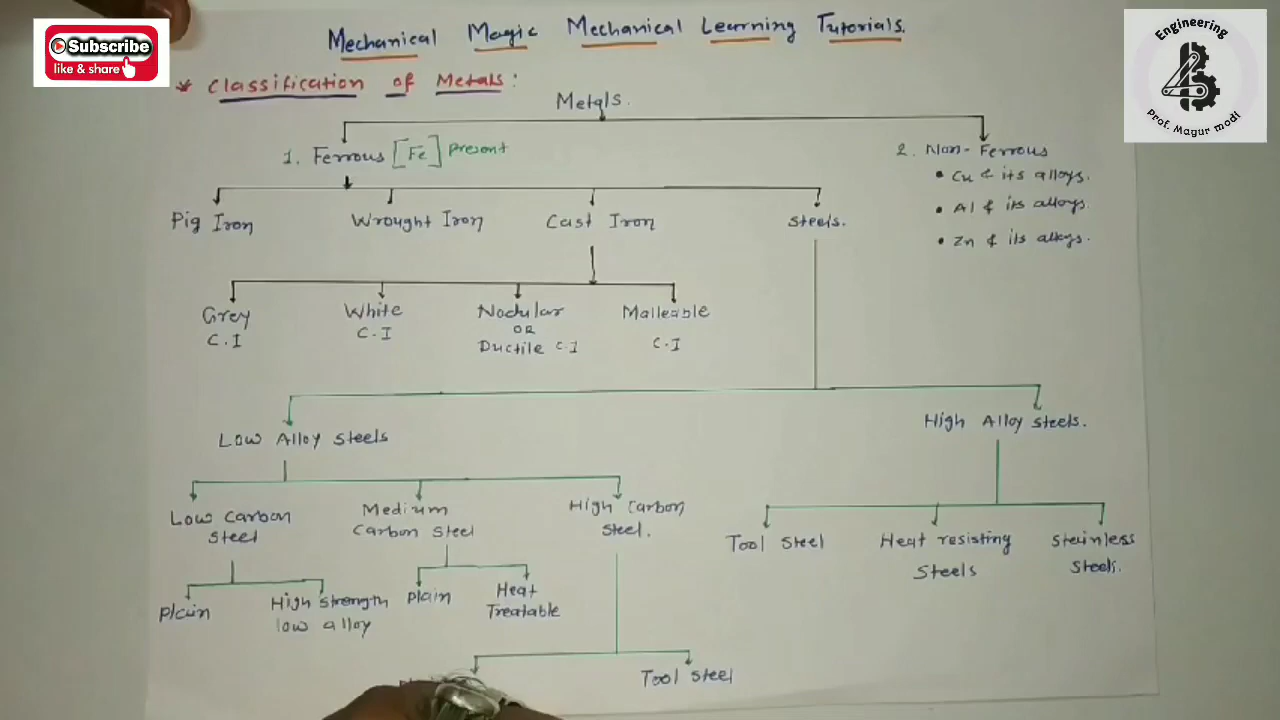 Subscribe
like & share
Mechanical Magic Mechanical Learning Tutorials.
Engineering
Prof. Mayur modi
* Classification of Metals:
Metals.
1. Ferrous [Fe] Present
2. Non-Ferrous
• Cu & its alloys.
• Al & its alloys.
• Zn & its alloys.
Pig Iron
Wrought Iron
Cast Iron
Steels.
Grey
C.I
White
C.I
Nodular
OR
Ductile C.I
Malleable
C.I
Low Alloy Steels
High Alloy Steels.
Low Carbon
Steel
Medium
Carbon Steel
High Carbon
Steel.
Tool Steel
Heat resisting
Steels
Stainless
Steels.
Plain
High Strength
low alloy
Plain
Heat
Treatable
Tool Steel